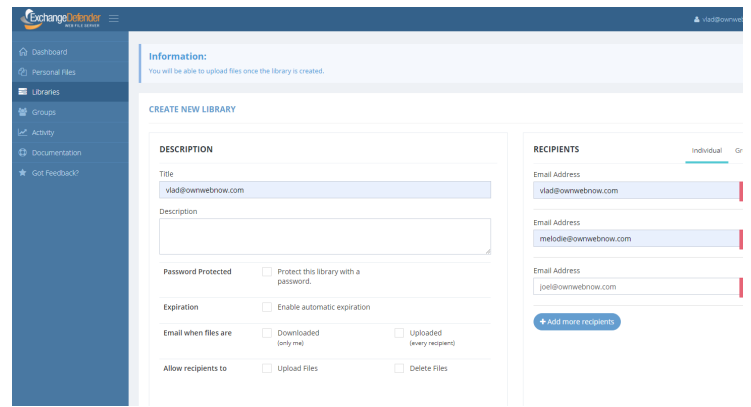 ExchangeDefender
WEB FILE SERVER
vlad@ownweb
Dashboard
Personal Files
Libraries
Groups
Activity
Documentation
Got Feedback?
Information:
You will be able to upload files once the library is created.
CREATE NEW LIBRARY
DESCRIPTION
Title
vlad@ownwebnow.com
Description
Password Protected
Protect this library with a
password.
Expiration
Enable automatic expiration
Email when files are
Downloaded
(only me)
Uploaded
(every recipient)
Allow recipients to
Upload Files
Delete Files
RECIPIENTS
Individual
Gr
Email Address
vlad@ownwebnow.com
Email Address
melodie@ownwebnow.com
Email Address
joel@ownwebnow.com
+ Add more recipients